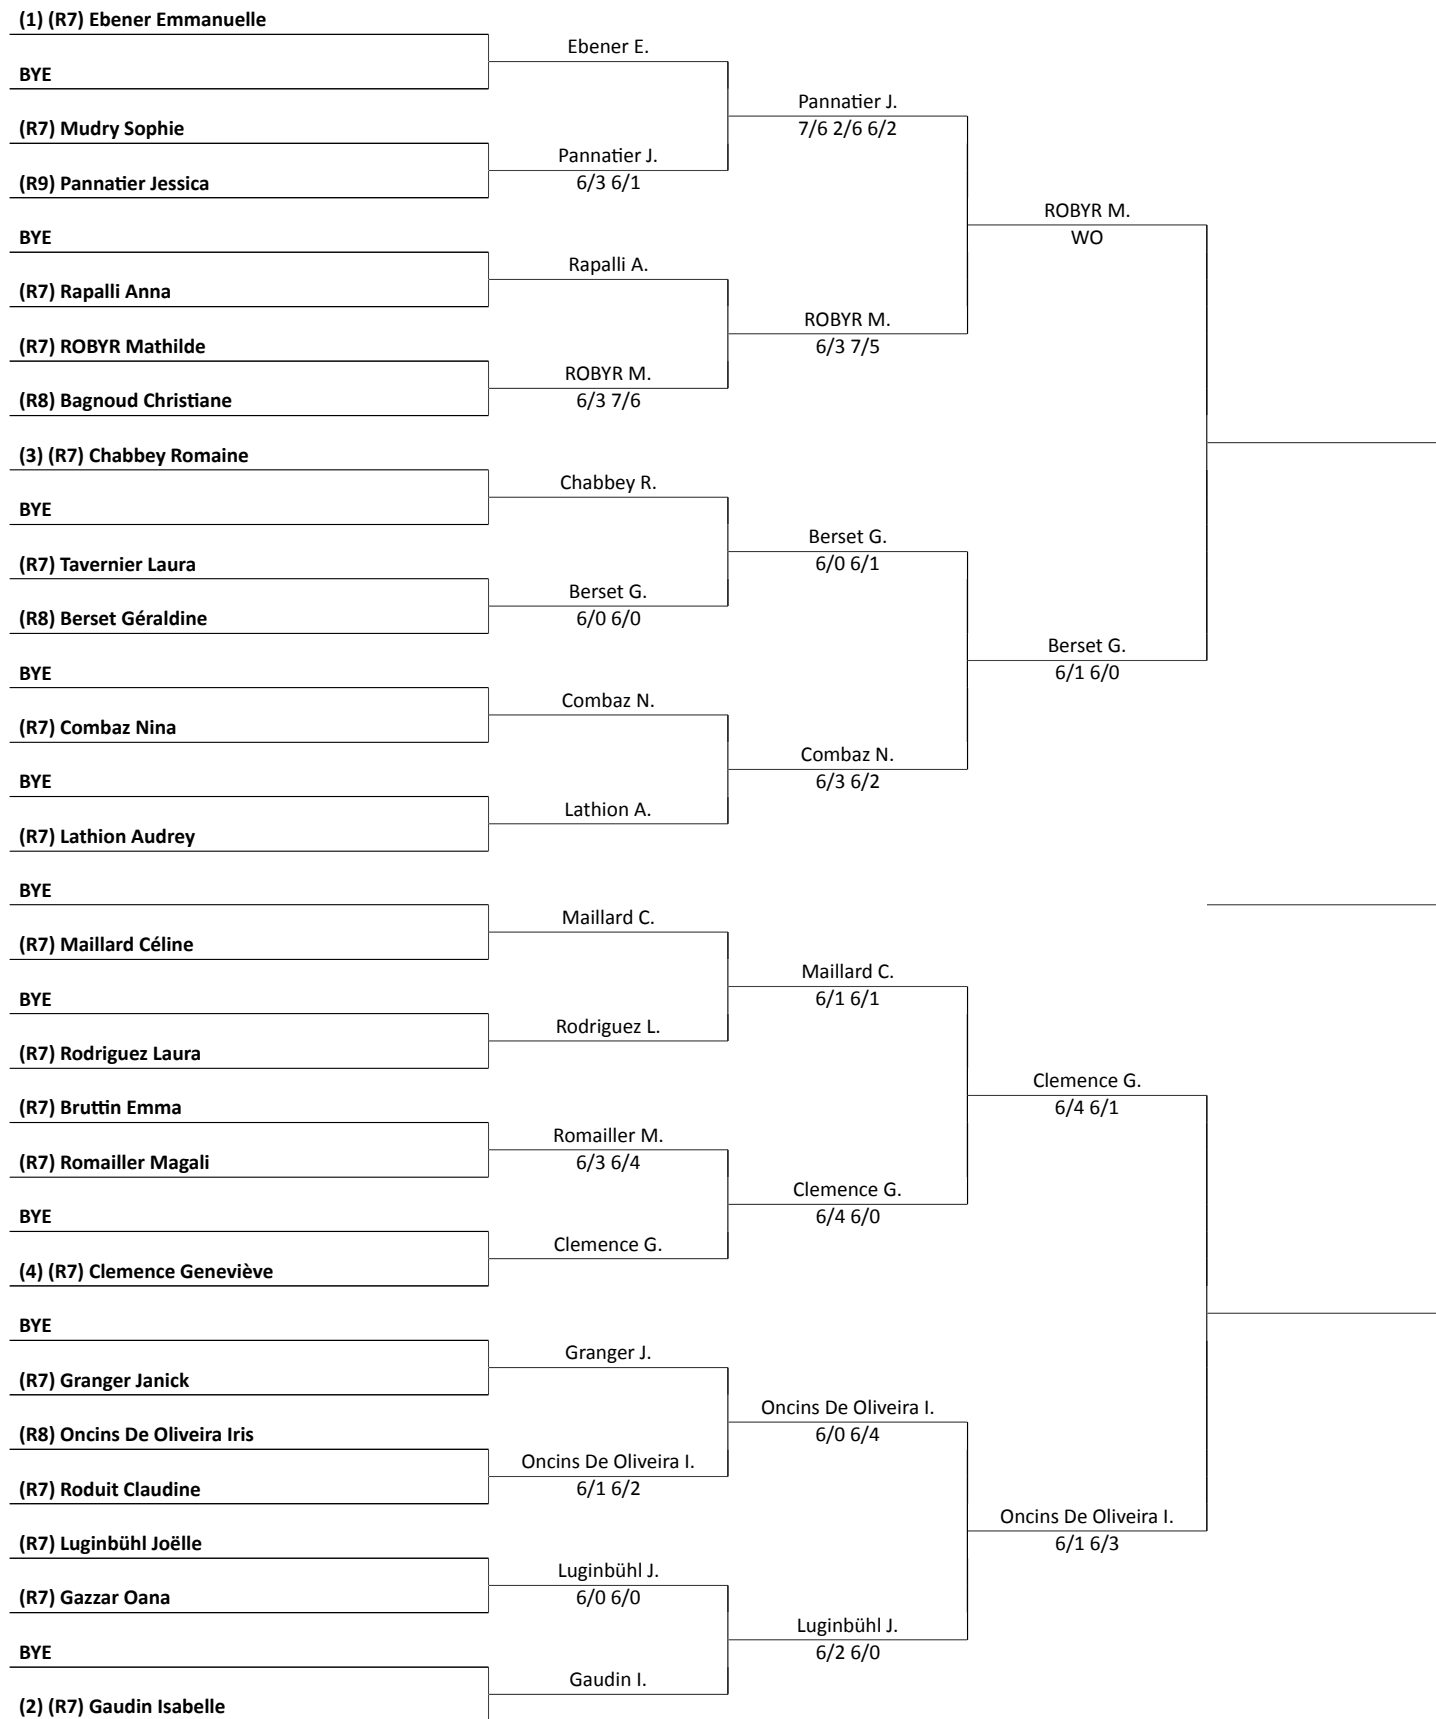 (1) (R7) Ebener Emmanuelle
Ebener E.
BYE
Pannatier J.
7/6 2/6 6/2
(R7) Mudry Sophie
Pannatier J.
6/3 6/1
(R9) Pannatier Jessica
ROBYR M.
WO
BYE
Rapalli A.
(R7) Rapalli Anna
ROBYR M.
6/3 7/5
(R7) ROBYR Mathilde
ROBYR M.
6/3 7/6
(R8) Bagnoud Christiane
(3) (R7) Chabbey Romaine
Chabbey R.
BYE
Berset G.
6/0 6/1
(R7) Tavernier Laura
Berset G.
6/0 6/0
(R8) Berset Géraldine
Berset G.
6/1 6/0
BYE
Combaz N.
(R7) Combaz Nina
Combaz N.
6/3 6/2
BYE
Lathion A.
(R7) Lathion Audrey
BYE
Maillard C.
(R7) Maillard Céline
Maillard C.
6/1 6/1
BYE
Rodriguez L.
(R7) Rodriguez Laura
Clemence G.
6/4 6/1
(R7) Bruttin Emma
Romailler M.
6/3 6/4
(R7) Romailler Magali
Clemence G.
6/4 6/0
BYE
Clemence G.
(4) (R7) Clemence Geneviève
BYE
Granger J.
(R7) Granger Janick
Oncins De Oliveira I.
6/0 6/4
(R8) Oncins De Oliveira Iris
Oncins De Oliveira I.
6/1 6/2
(R7) Roduit Claudine
Oncins De Oliveira I.
6/1 6/3
(R7) Luginbühl Joëlle
Luginbühl J.
6/0 6/0
(R7) Gazzar Oana
Luginbühl J.
6/2 6/0
BYE
Gaudin I.
(2) (R7) Gaudin Isabelle